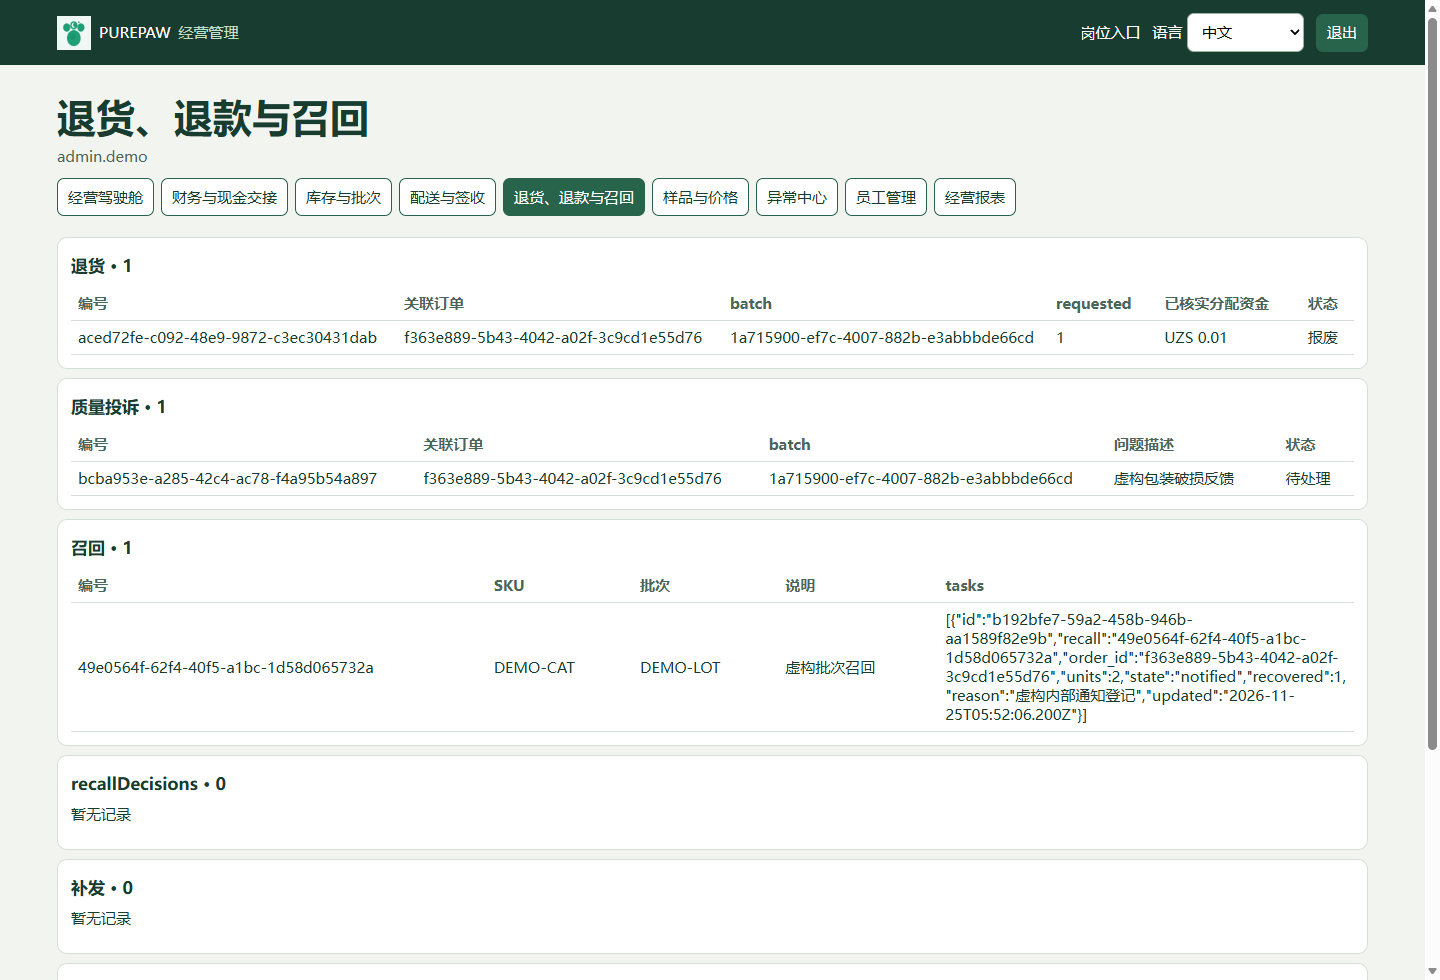 PUREPAW 经营管理
岗位入口 语言 中文 退出
退货、退款与召回
admin.demo
经营驾驶舱 财务与现金交接 库存与批次 配送与签收 退货、退款与召回 样品与价格 异常中心 员工管理 经营报表
退货 • 1
编号 关联订单 batch requested 已核实分配资金 状态
aced72fe-c092-48e9-9872-c3ec30431dab f363e889-5b43-4042-a02f-3c9cd1e55d76 1a715900-ef7c-4007-882b-e3abbbde66cd 1 UZS 0.01 报废
质量投诉 • 1
编号 关联订单 batch 问题描述 状态
bcba953e-a285-42c4-ac78-f4a95b54a897 f363e889-5b43-4042-a02f-3c9cd1e55d76 1a715900-ef7c-4007-882b-e3abbbde66cd 虚构包装破损反馈 待处理
召回 • 1
编号 SKU 批次 说明 tasks
49e0564f-62f4-40f5-a1bc-1d58d065732a DEMO-CAT DEMO-LOT 虚构批次召回
[{"id":"b192bfe7-59a2-458b-946b-
aa1589f82e9b","recall":"49e0564f-62f4-40f5-a1bc-
1d58d065732a","order_id":"f363e889-5b43-4042-a02f-
3c9cd1e55d76","units":2,"state":"notified","recovered":1,
"reason":"虚构内部通知登记","updated":"2026-11-
25T05:52:06.200Z"}]
recallDecisions • 0
暂无记录
补发 • 0
暂无记录